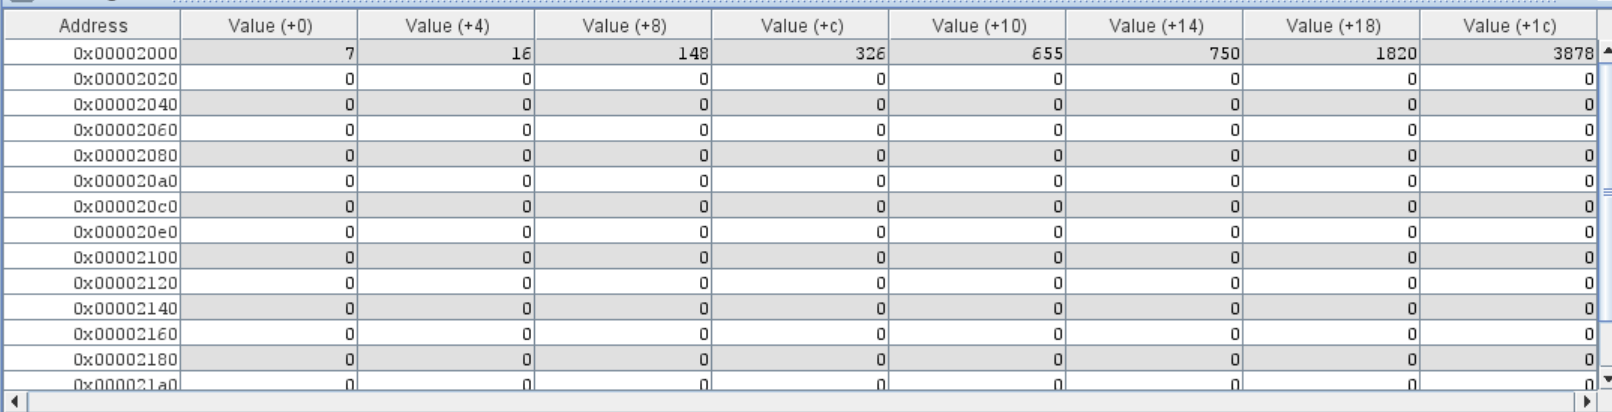 Address Value (+0) Value (+4) Value (+8) Value (+c) Value (+10) Value (+14) Value (+18) Value (+1c)
0x00002000 7 16 148 326 655 750 1820 3878
0x00002020 0 0 0 0 0 0 0 0
0x00002040 0 0 0 0 0 0 0 0
0x00002060 0 0 0 0 0 0 0 0
0x00002080 0 0 0 0 0 0 0 0
0x000020a0 0 0 0 0 0 0 0 0
0x000020c0 0 0 0 0 0 0 0 0
0x000020e0 0 0 0 0 0 0 0 0
0x00002100 0 0 0 0 0 0 0 0
0x00002120 0 0 0 0 0 0 0 0
0x00002140 0 0 0 0 0 0 0 0
0x00002160 0 0 0 0 0 0 0 0
0x00002180 0 0 0 0 0 0 0 0
0x000021a0 0 0 0 0 0 0 0 0